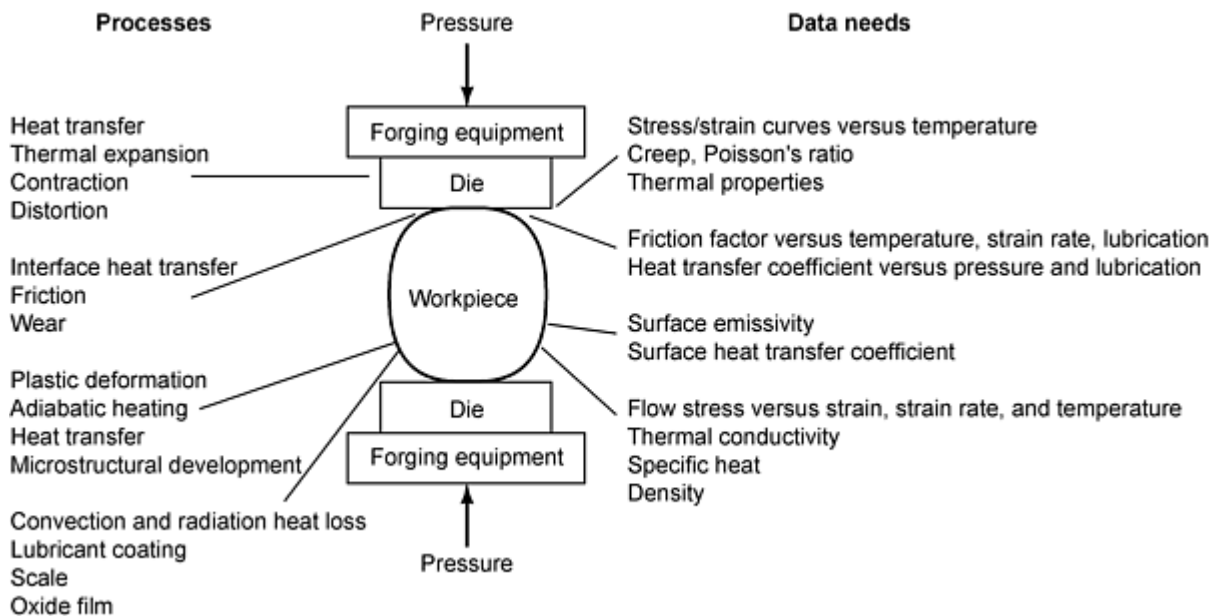 Processes
Pressure
Data needs
Heat transfer
Thermal expansion
Contraction
Distortion
Forging equipment
Die
Stress/strain curves versus temperature
Creep, Poisson's ratio
Thermal properties
Interface heat transfer
Friction
Wear
Friction factor versus temperature, strain rate, lubrication
Heat transfer coefficient versus pressure and lubrication
Workpiece
Surface emissivity
Surface heat transfer coefficient
Plastic deformation
Adiabatic heating
Heat transfer
Microstructural development
Die
Forging equipment
Flow stress versus strain, strain rate, and temperature
Thermal conductivity
Specific heat
Density
Convection and radiation heat loss
Lubricant coating
Scale
Oxide film
Pressure